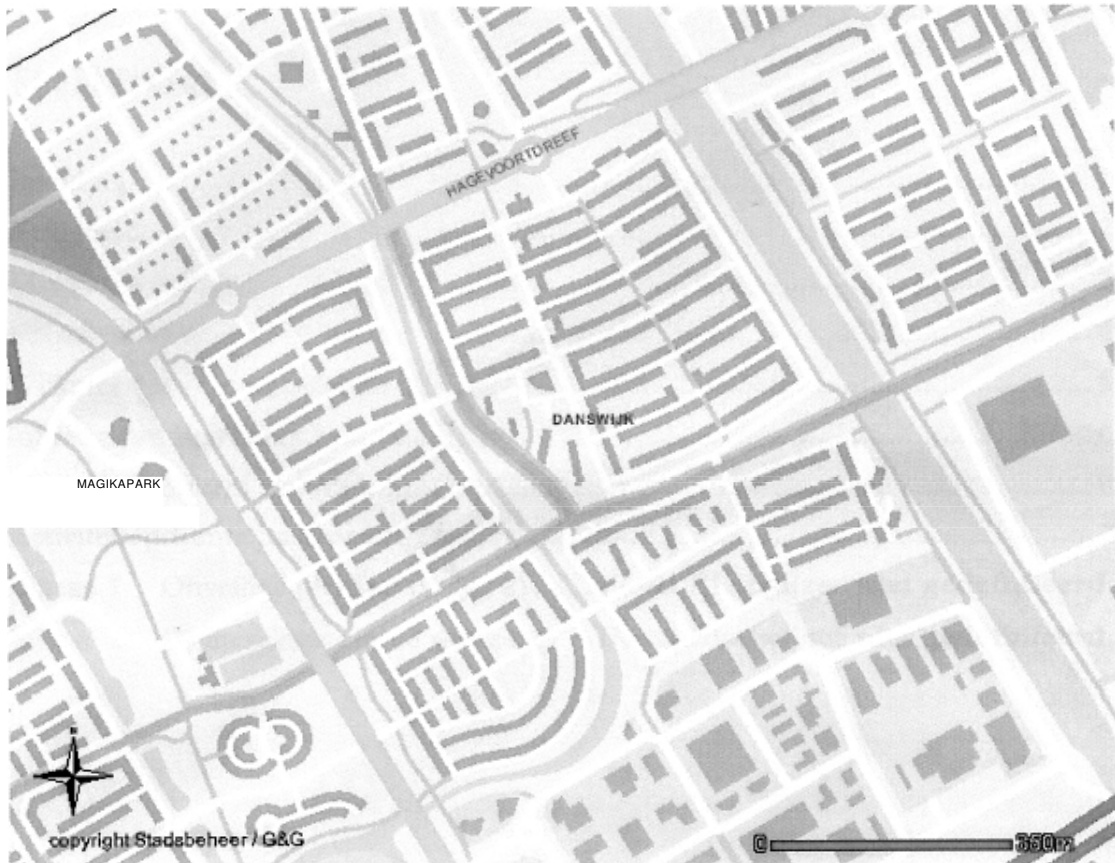 HAGEVOORTDREEF
DANSWIJK
MAGIKAPARK
copyright Stadsbeheer / G&G
0 350m